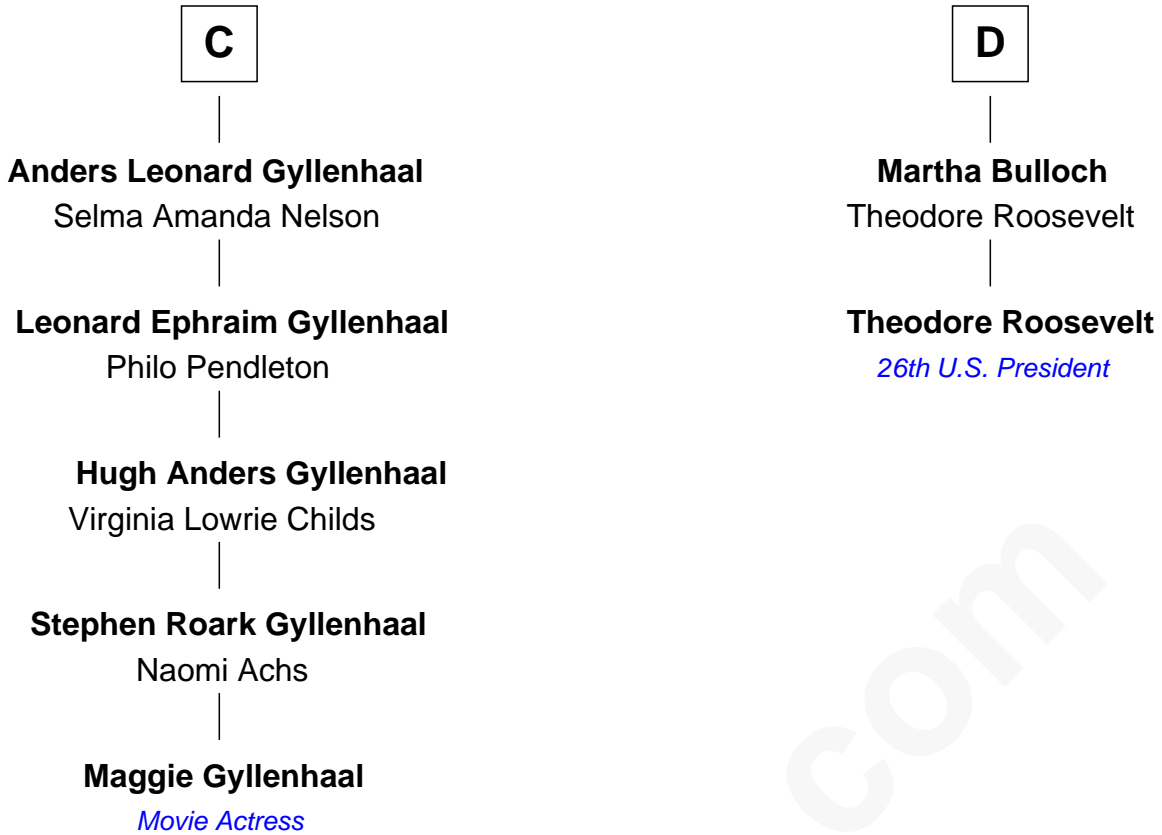 C
Anders Leonard Gyllenhaal
Selma Amanda Nelson
Leonard Ephraim Gyllenhaal
Philo Pendleton
Hugh Anders Gyllenhaal
Virginia Lowrie Childs
Stephen Roark Gyllenhaal
Naomi Achs
Maggie Gyllenhaal
Movie Actress
D
Martha Bulloch
Theodore Roosevelt
Theodore Roosevelt
26th U.S. President
com